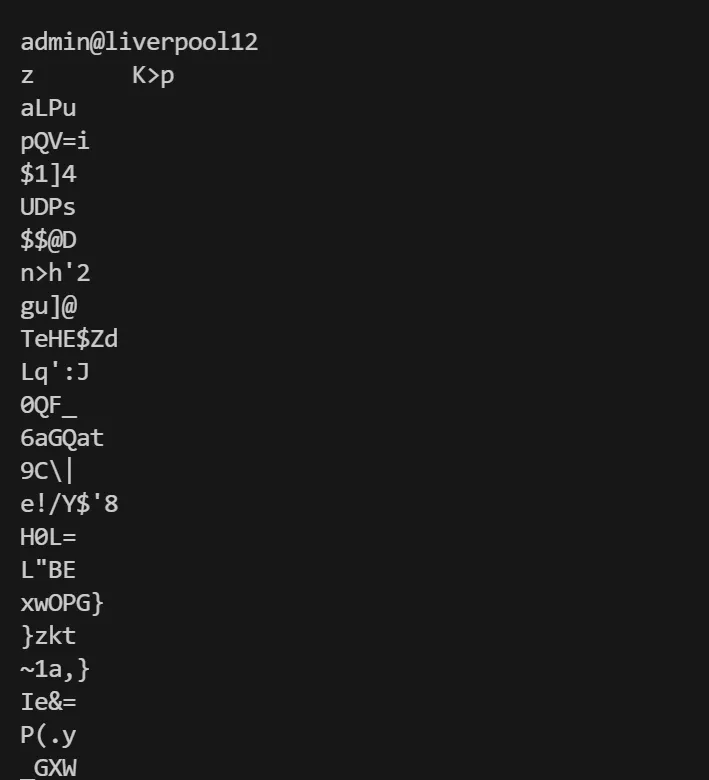 admin@liverpool12
z       K>p
aLPu
pQV=i
$1]4
UDPs
$$@D
n>h'2
gu]@
TeHE$Zd
Lq':J
0QF_
6aGQat
9C\|
e!/Y$'8
H0L=
L"BE
xwOPG}
}zkt
~1a,}
Ie&=
P(.y
_GXW